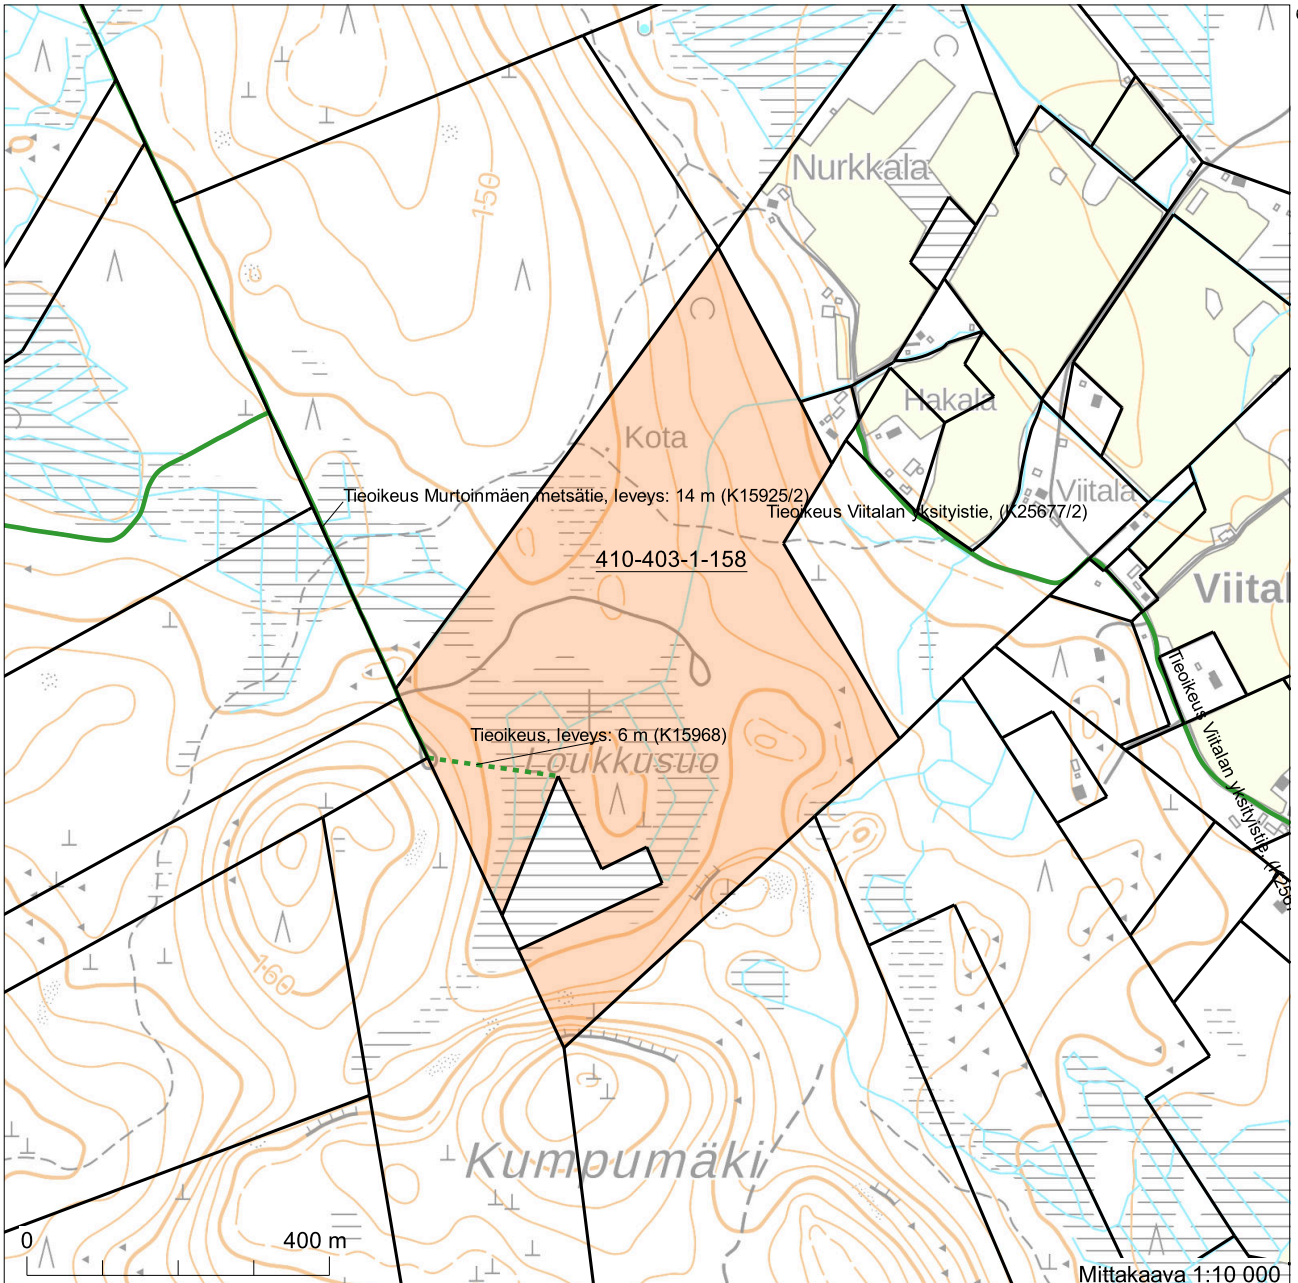 Nurkkala
150
Hakala
Kota
Viitala
Tieoikeus Murtoinmäen metsätie, leveys: 14 m (K15925/2)
Tieoikeus Viitalan yksityistie, (K25677/2)
410-403-1-158
Viital
Tieoikeus Viitalan yksityistie, (K256
Tieoikeus, leveys: 6 m (K15968)
Loukkusuo
160
Kumpumäki
0
400 m
Mittakaava 1:10 000